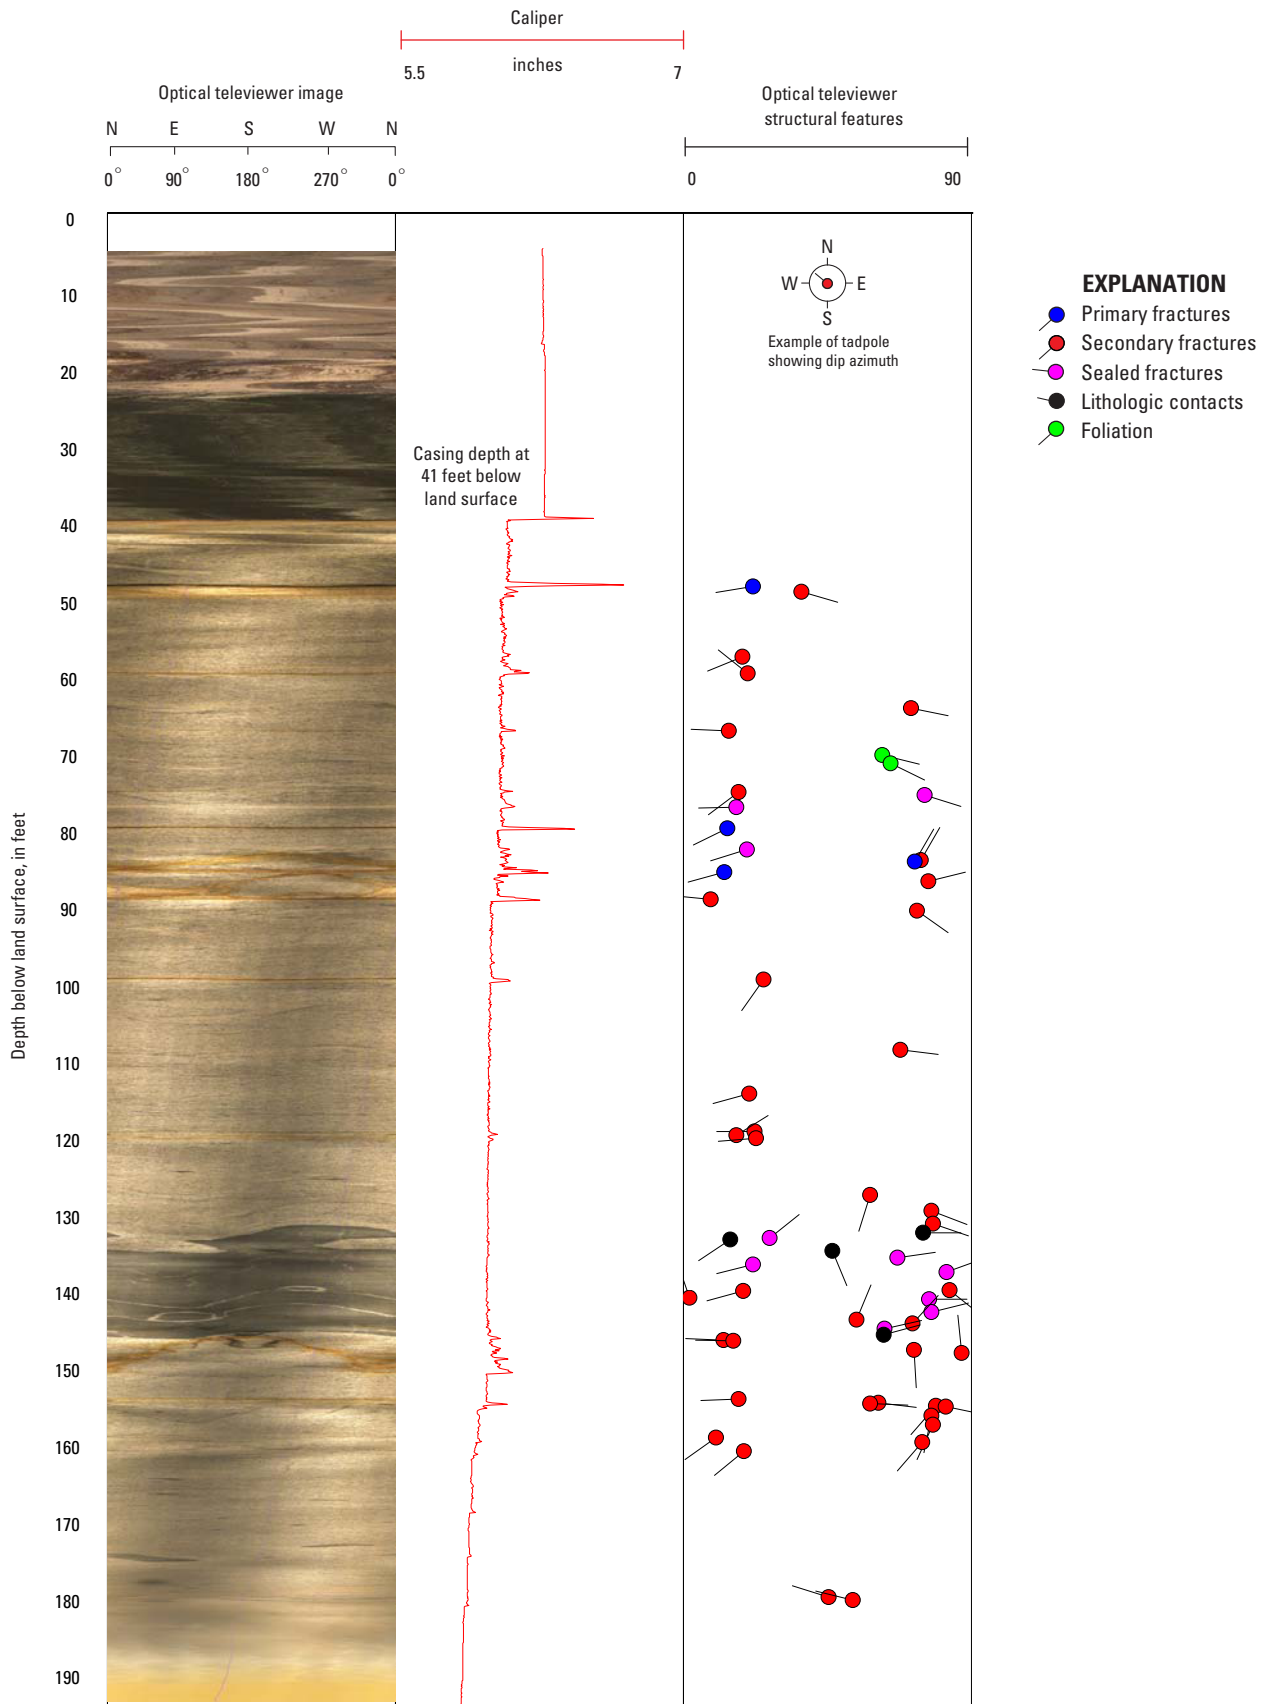 Caliper
inches
5.5
7
Optical televiewer image
N E S W N
0° 90° 180° 270° 0°
Optical televiewer
structural features
0
90
Depth below land surface, in feet
0
10
20
30
40
50
60
70
80
90
100
110
120
130
140
150
160
170
180
190
Casing depth at
41 feet below
land surface
N
W E
S
Example of tadpole
showing dip azimuth
EXPLANATION
Primary fractures
Secondary fractures
Sealed fractures
Lithologic contacts
Foliation